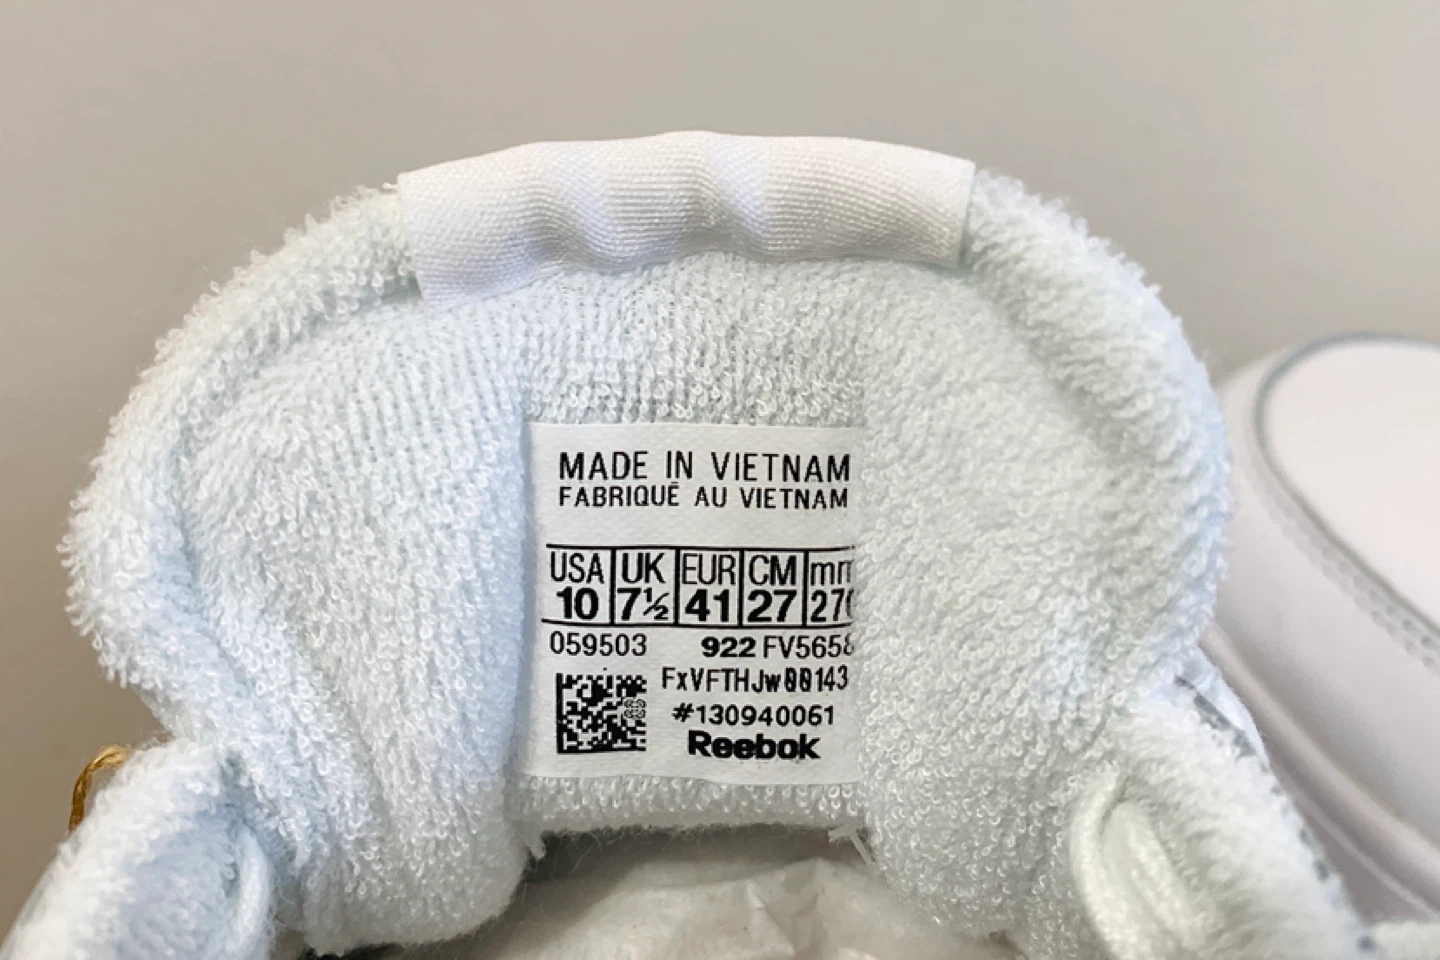 MADE IN VIETNAM
FABRIQUÉ AU VIETNAM
USA UK EUR CM
10 7½ 41 27
059503 922 FV5658
FxVFTHJw00143
#130940061
Reebok